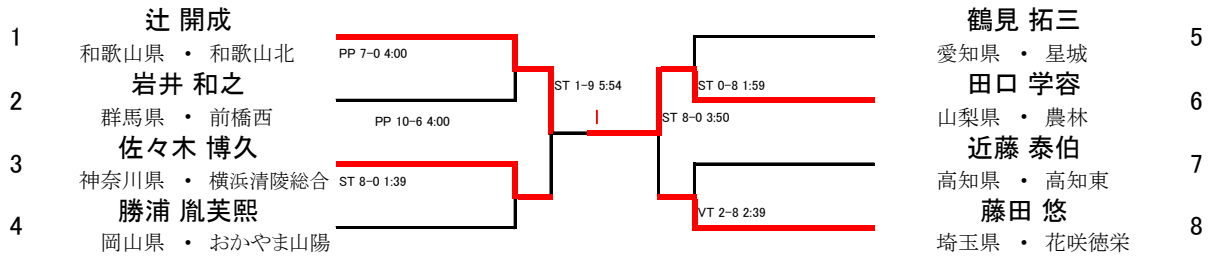 1
辻 開成
和歌山県 ・ 和歌山北
2
岩井 和之
群馬県 ・ 前橋西
3
佐々木 博久
神奈川県 ・ 横浜清陵総合
4
勝浦 胤芙熙
岡山県 ・ おかやま山陽
PP 7-0 4:00
PP 10-6 4:00
ST 8-0 1:39
ST 1-9 5:54
ST 8-0 3:50
ST 0-8 1:59
VT 2-8 2:39
鶴見 拓三
愛知県 ・ 星城
5
田口 学容
山梨県 ・ 農林
6
近藤 泰伯
高知県 ・ 高知東
7
藤田 悠
埼玉県 ・ 花咲徳栄
8